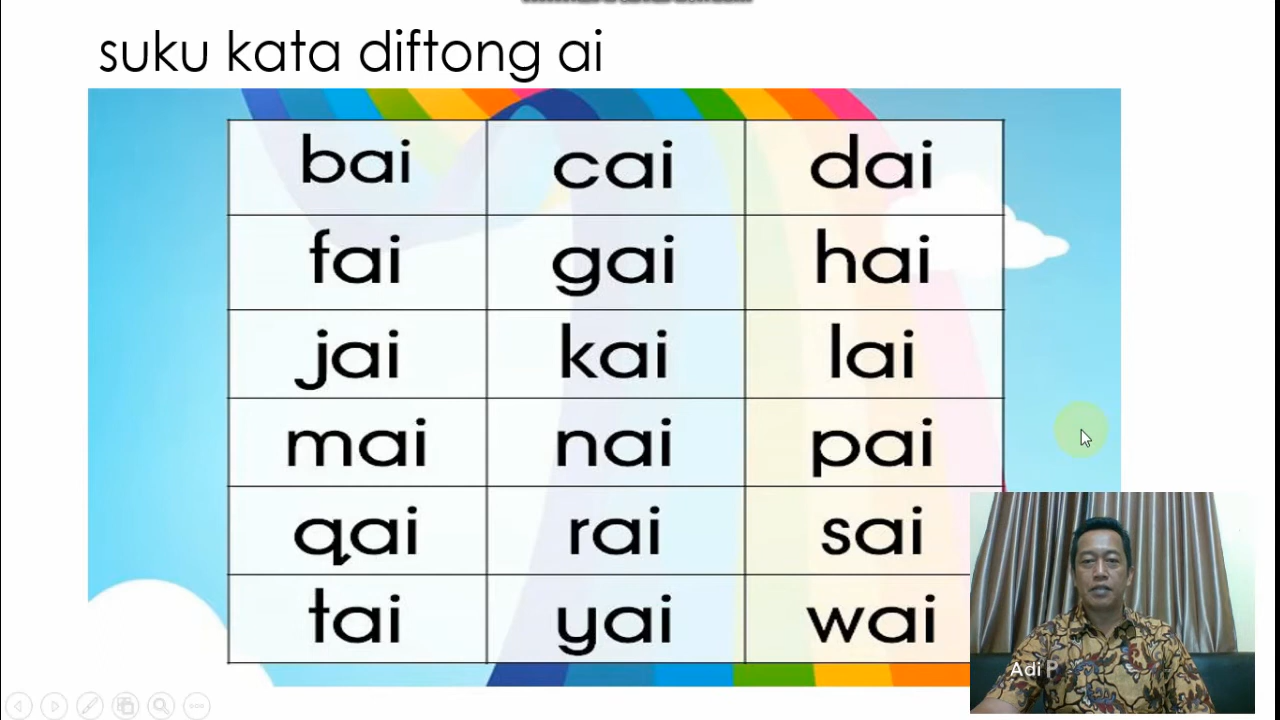 suku kata diftong ai
bai cai dai
fai gai hai
jai kai lai
mai nai pai
qai rai sai
tai yai wai
Adi P